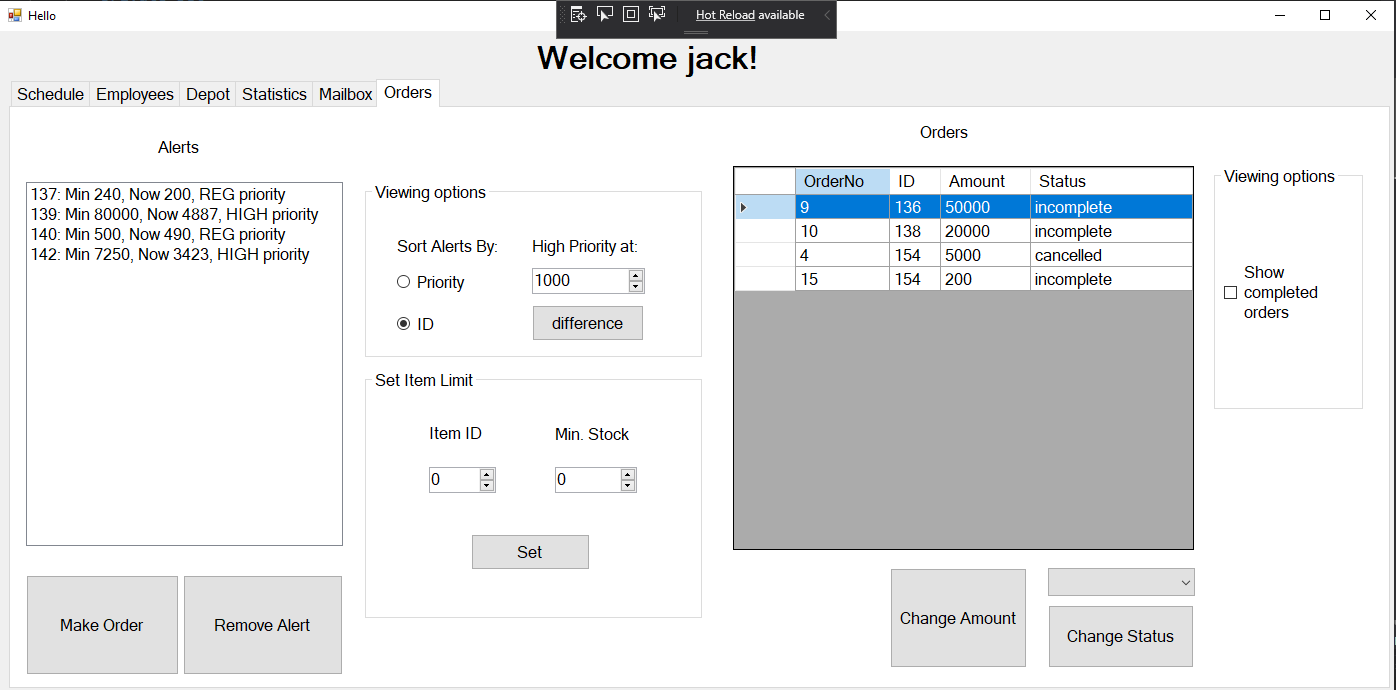 Hello
Hot Reload available
Welcome jack!
Schedule Employees Depot Statistics Mailbox Orders
Alerts
137: Min 240, Now 200, REG priority
139: Min 80000, Now 4887, HIGH priority
140: Min 500, Now 490, REG priority
142: Min 7250, Now 3423, HIGH priority
Make Order
Remove Alert
Viewing options
Sort Alerts By:
Priority
ID
High Priority at:
1000
difference
Set Item Limit
Item ID
Min. Stock
0
0
Set
Orders
OrderNo ID Amount Status
9 136 50000 incomplete
10 138 20000 incomplete
4 154 5000 cancelled
15 154 200 incomplete
Change Amount
Change Status
Viewing options
Show
completed
orders